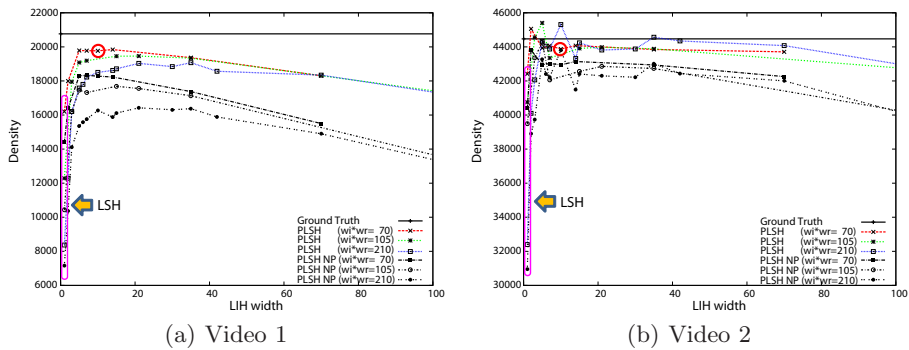 22000
20000
18000
16000
14000
12000
10000
8000
6000
0 20 40 60 80 100
Density
LIH width
LSH
Ground Truth
PLSH (wi*wr= 70)
PLSH (wi*wr=105)
PLSH (wi*wr=210)
PLSH NP (wi*wr= 70)
PLSH NP (wi*wr=105)
PLSH NP (wi*wr=210)
(a) Video 1
46000
44000
42000
40000
38000
36000
34000
32000
30000
0 20 40 60 80 100
Density
LIH width
LSH
Ground Truth
PLSH (wi*wr= 70)
PLSH (wi*wr=105)
PLSH (wi*wr=210)
PLSH NP (wi*wr= 70)
PLSH NP (wi*wr=105)
PLSH NP (wi*wr=210)
(b) Video 2